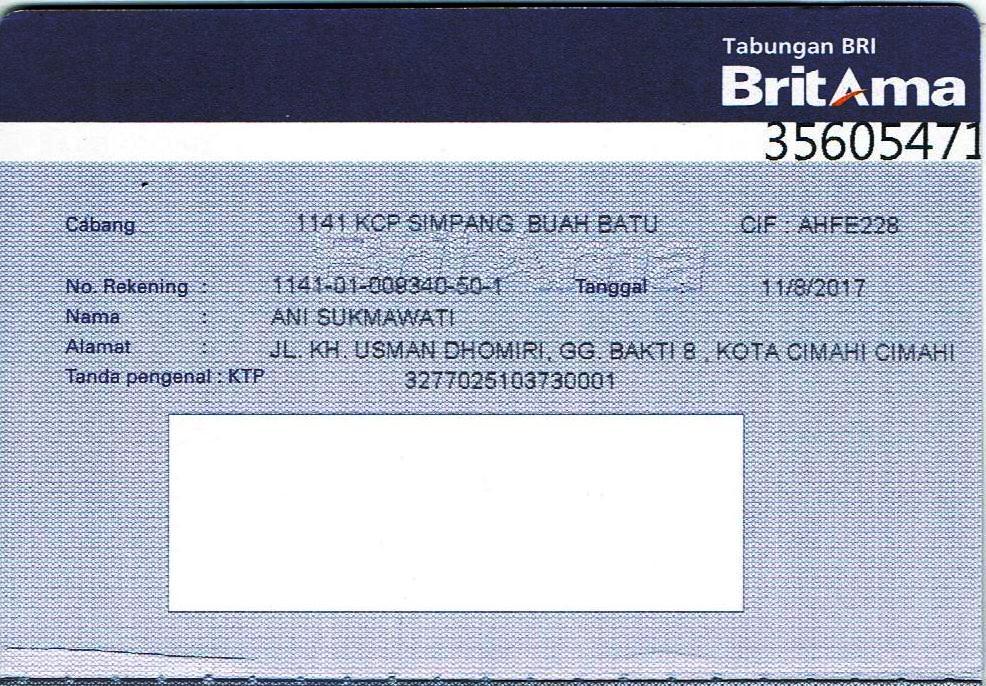 Tabungan BRI
BritAma
35605471
Cabang 1141 KCP SIMPANG BUAH BATU CIF : AHFE228
No. Rekening : 1141-01-009340-50-1 Tanggal : 11/8/2017
Nama : ANI SUKMAWATI
Alamat : JL. KH. USMAN DHOMIRI, GG. BAKTI 8 , KOTA CIMAHI CIMAHI
Tanda pengenal : KTP 3277025103730001